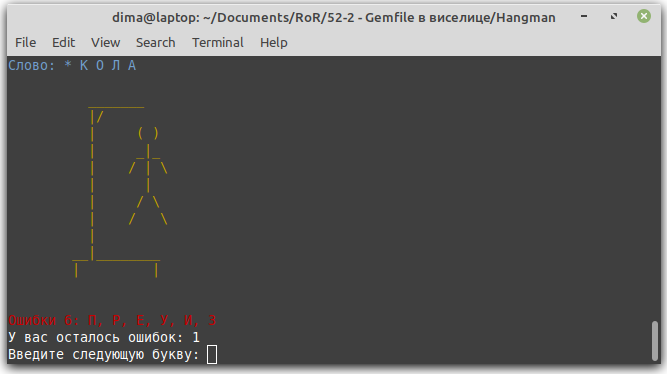 dima@laptop: ~/Documents/RoR/52-2 - Gemfile в виселице/Hangman
File Edit View Search Terminal Help
Слово: * К О Л А
Ошибки 6: Н, Р, Е, У, И, З
У вас осталось ошибок: 1
Введите следующую букву: